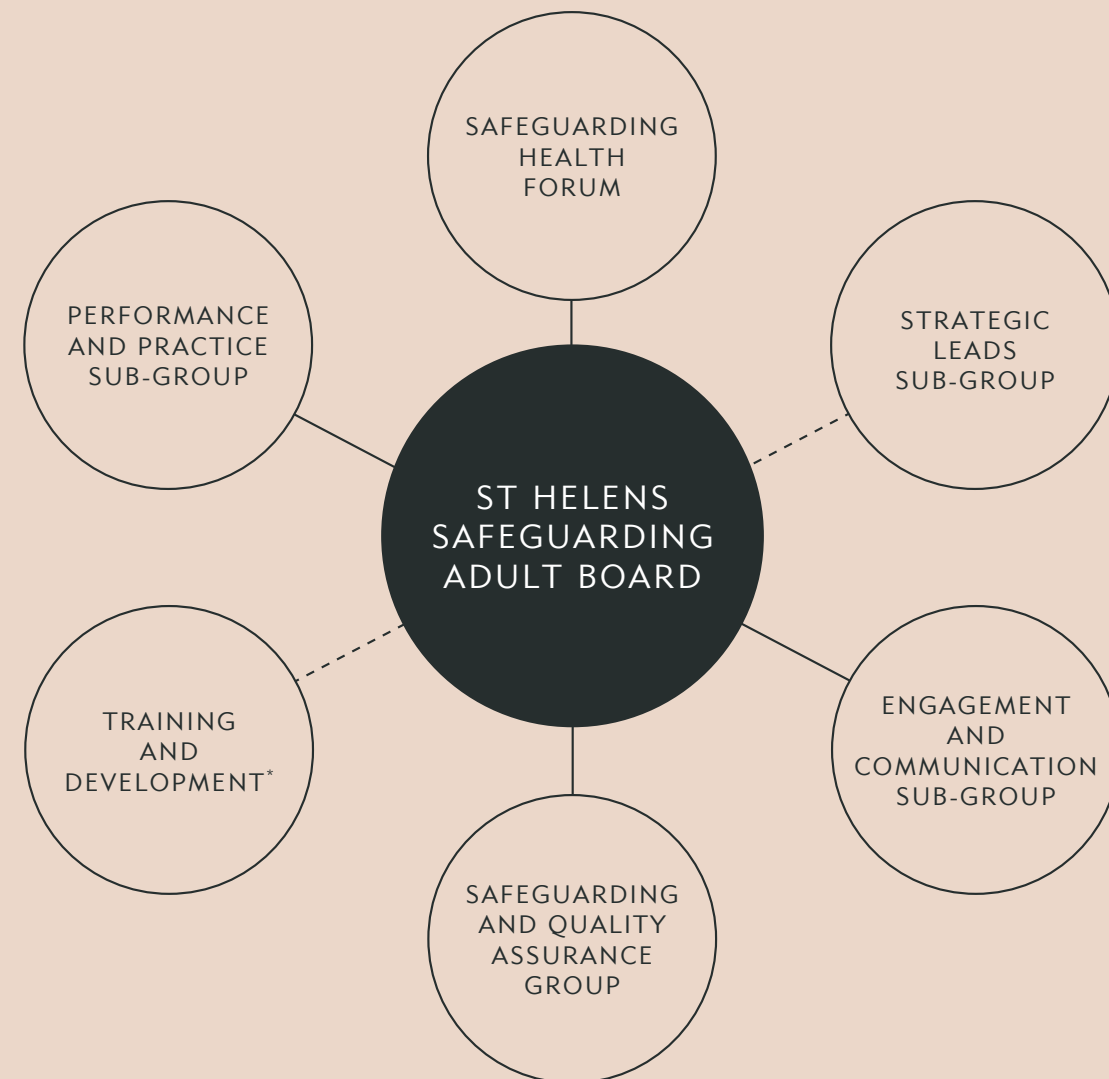 SAFEGUARDING
HEALTH
FORUM
PERFORMANCE
AND PRACTICE
SUB-GROUP
STRATEGIC
LEADS
SUB-GROUP
ST HELENS
SAFEGUARDING
ADULT BOARD
TRAINING
AND
DEVELOPMENT*
ENGAGEMENT
AND
COMMUNICATION
SUB-GROUP
SAFEGUARDING
AND QUALITY
ASSURANCE
GROUP